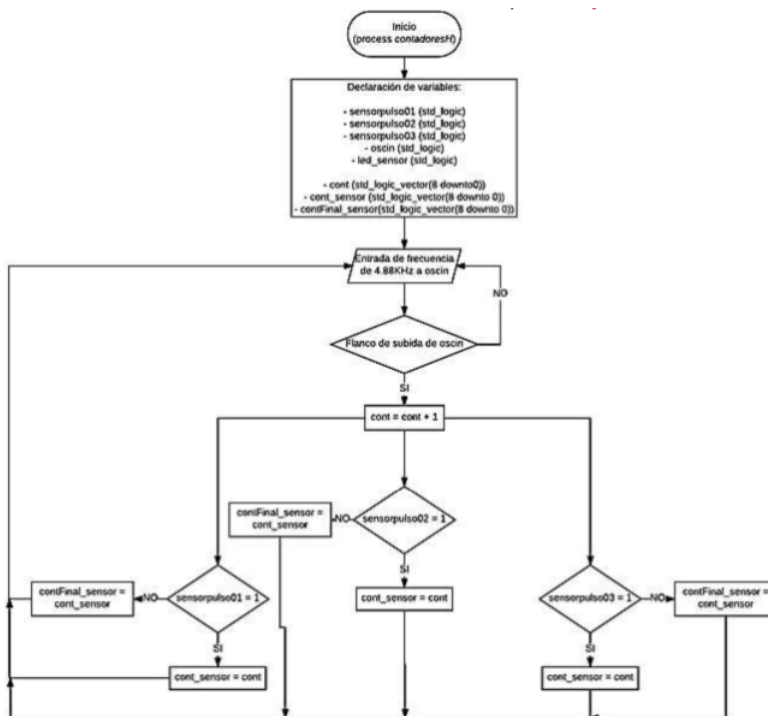 Inicio
(process contadoresH)
Declaración de variables:
- sensorpulso01 (std_logic)
- sensorpulso02 (std_logic)
- sensorpulso03 (std_logic)
- oscin (std_logic)
- led_sensor (std_logic)
- cont (std_logic_vector(8 downto0))
- cont_sensor (std_logic_vector(8 downto 0))
- contFinal_sensor(std_logic_vector(8 downto 0))
Entrada de frecuencia
de 4.88KHz a oscin
NO
Flanco de subida de oscin
SI
cont = cont + 1
contFinal_sensor =
cont_sensor
NO
sensorpulso02 = 1
SI
cont_sensor = cont
contFinal_sensor =
cont_sensor
NO
sensorpulso01 = 1
SI
cont_sensor = cont
sensorpulso03 = 1
NO
contFinal_sensor =
cont_sensor
SI
cont_sensor = cont